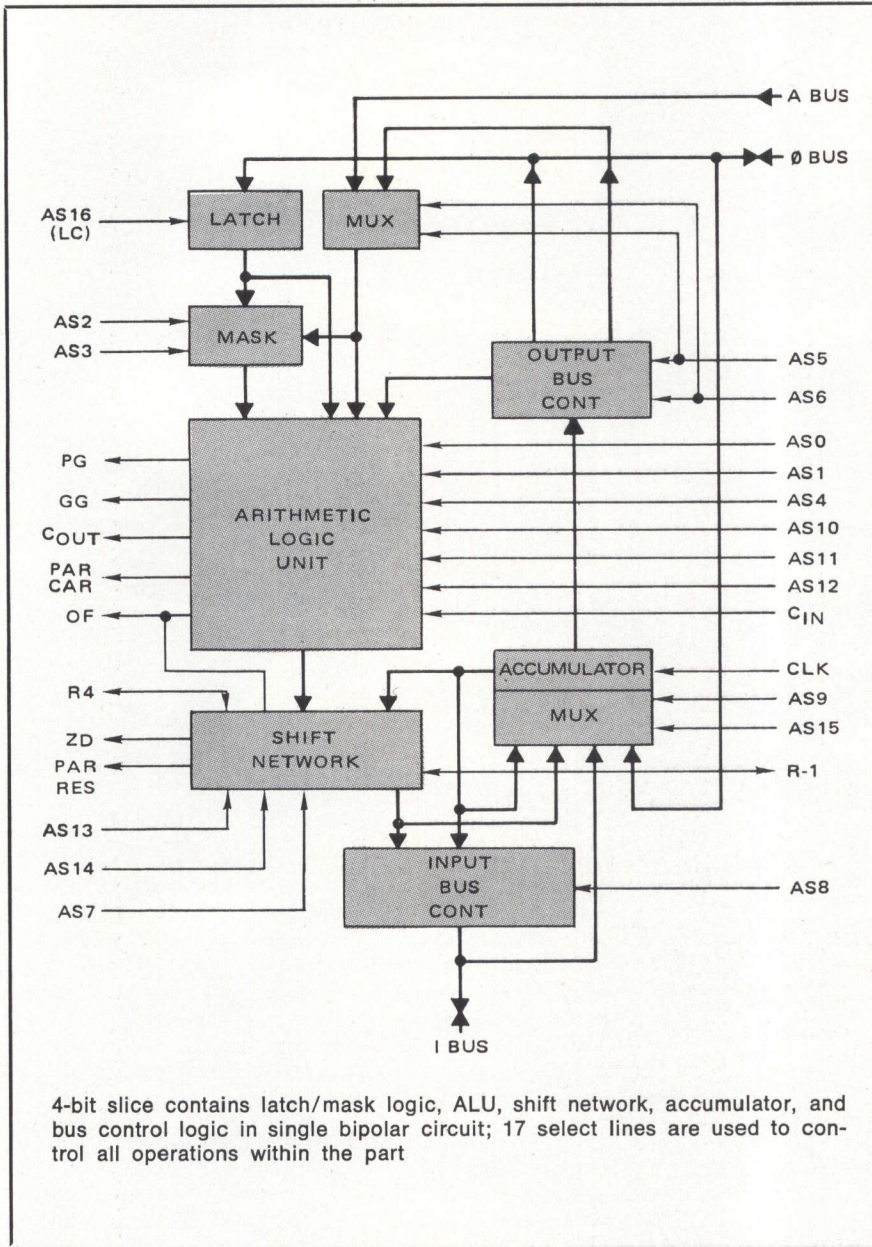 A BUS
Ø BUS
AS16
(LC)
LATCH
MUX
AS2
AS3
MASK
OUTPUT
BUS
CONT
AS5
AS6
AS0
AS1
AS4
AS10
AS11
AS12
CIN
PG
GG
COUT
PAR
CAR
OF
ARITHMETIC
LOGIC
UNIT
ACCUMULATOR
MUX
CLK
AS9
AS15
R-1
R4
ZD
PAR
RES
SHIFT
NETWORK
AS13
AS14
AS7
INPUT
BUS
CONT
AS8
I BUS
4-bit slice contains latch/mask logic, ALU, shift network, accumulator, and
bus control logic in single bipolar circuit; 17 select lines are used to con-
trol all operations within the part